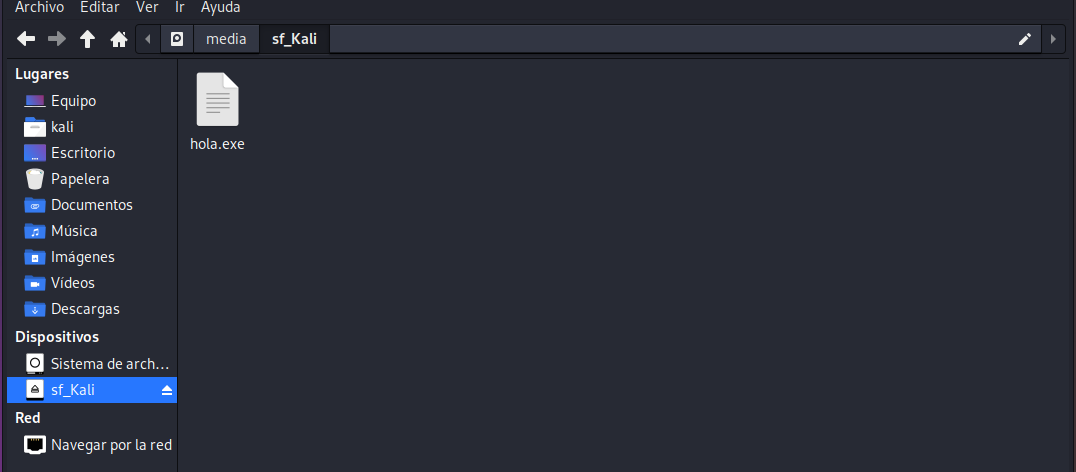 Archivo Editar Ver Ir Ayuda
media sf_Kali
Lugares
Equipo
kali
Escritorio
Papelera
Documentos
Música
Imágenes
Vídeos
Descargas
Dispositivos
Sistema de arch...
sf_Kali
Red
Navegar por la red
hola.exe